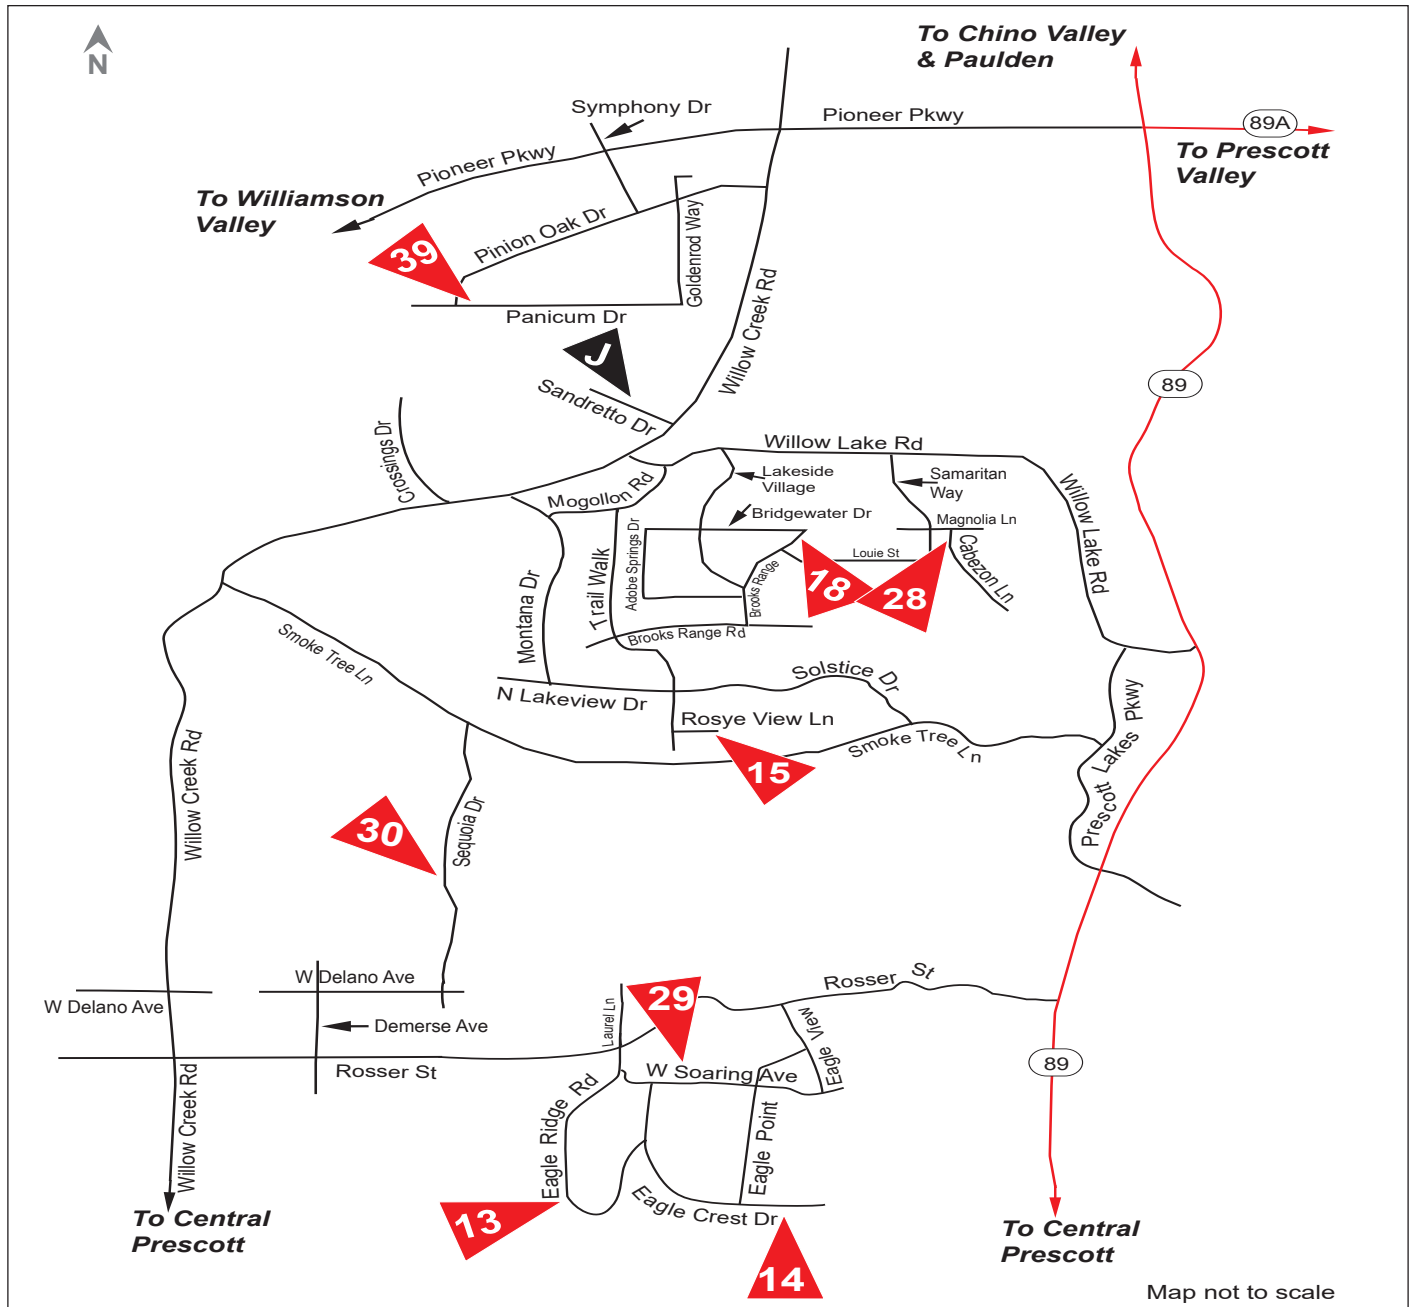 To Chino Valley
& Paulden
N
Symphony Dr
Pioneer Pkwy
89A
Pioneer Pkwy
To Prescott
Valley
To Williamson
Valley
39
Pinion Oak Dr
Goldenrod Way
Willow Creek Rd
Panicum Dr
J
Sandretto Dr
89
Crossings Dr
Willow Lake Rd
Lakeside
Village
Samaritan
Way
Willow Lake Rd
Mogollon Rd
Bridgewater Dr
Magnolia Ln
Adobe Springs Dr
Louie St
Cabezon Ln
Trail Walk
Montana Dr
Brooks Range
18
28
Smoke Tree Ln
Brooks Range Rd
Solstice Dr
N Lakeview Dr
Rosye View Ln
Smoke Tree Ln
Prescott Lakes Pkwy
15
Willow Creek Rd
30
Sequoia Dr
W Delano Ave
W Delano Ave
Rosser St
29
Laurel Ln
Demerse Ave
Eagle View
Rosser St
W Soaring Ave
89
Willow Creek Rd
Eagle Ridge Rd
Eagle Point
Eagle Crest Dr
To Central
Prescott
13
To Central
Prescott
14
Map not to scale